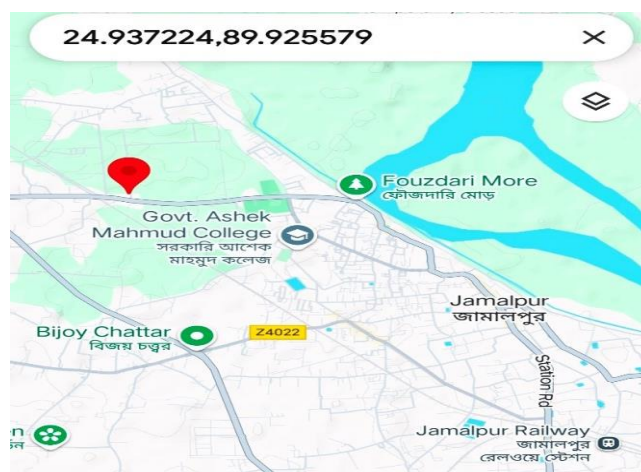 24.937224,89.925579
Fouzdari More
ফৌজদারি মোড়
Govt. Ashek
Mahmud College
সরকারি আশেক
মাহমুদ কলেজ
Jamalpur
জামালপুর
Bijoy Chattar
বিজয় চত্বর
Z4022
Station Rd
Jamalpur Railway
জামালপুর
রেলওয়ে স্টেশন